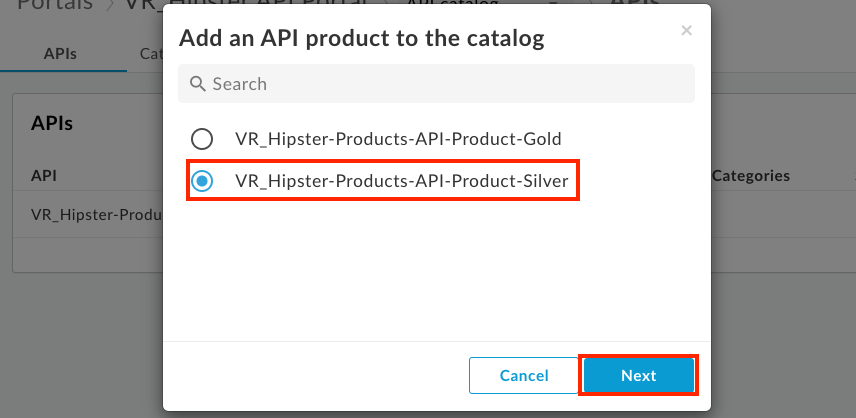 Portals > VR_Hipster API Portal > API catalog > APIs
Add an API product to the catalog
×
APIs Cat
Search
APIs
VR_Hipster-Products-API-Product-Gold
API
VR_Hipster-Products-API-Product-Silver
Categories
VR_Hipster-Produ
Cancel
Next